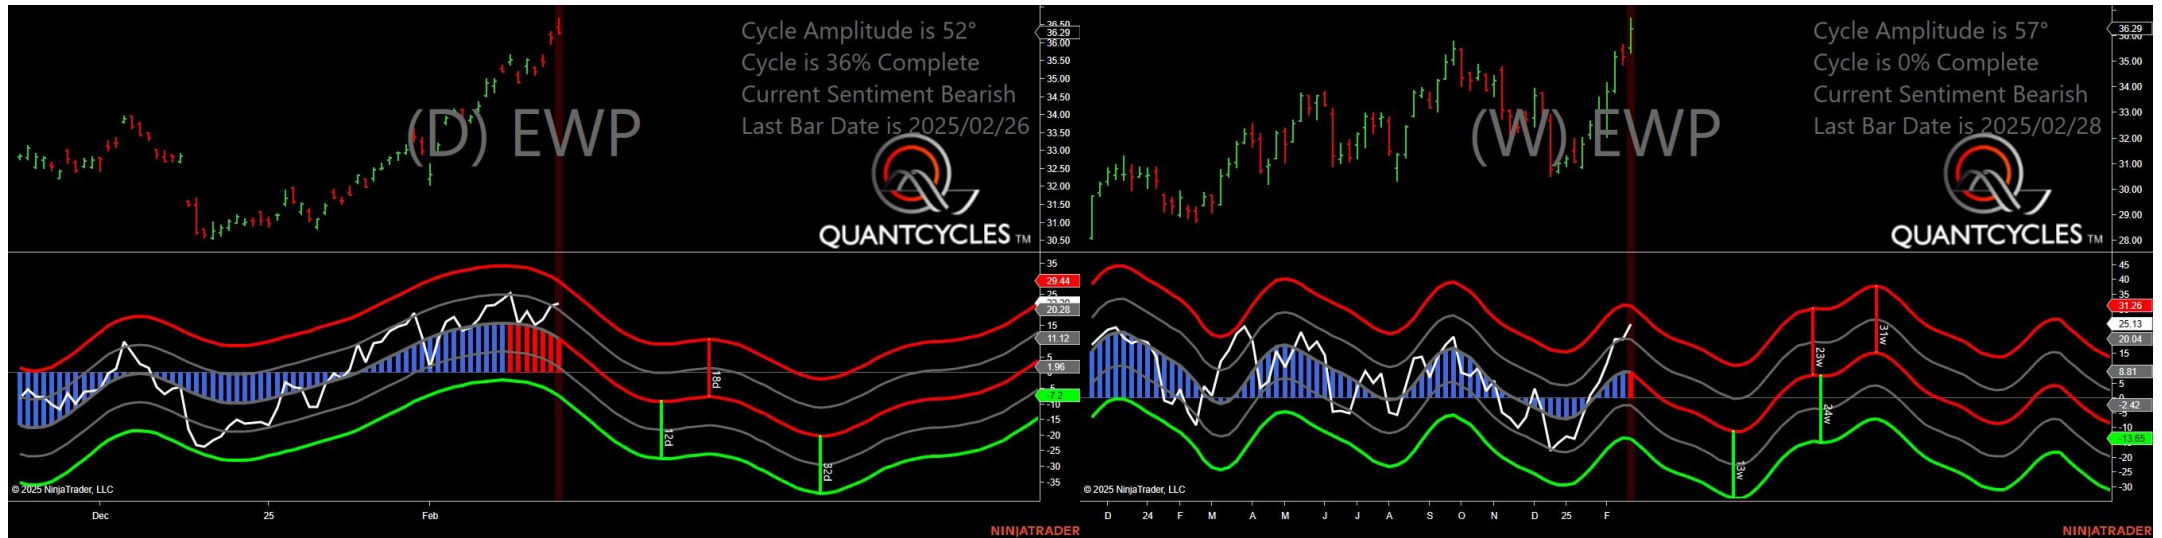 Cycle Amplitude is 52°
Cycle is 36% Complete
Current Sentiment Bearish
Last Bar Date is 2025/02/26
(D) EWP
QUANTCYCLES TM
36.50
36.29
36.00
35.50
35.00
34.50
34.00
33.50
33.00
32.50
32.00
31.50
31.00
30.50
35
29.44
25
20.28
15
11.12
5
1.96
-7.2
-10
-15
-20
-25
-30
-35
18d
12d
32d
© 2025 NinjaTrader, LLC
Dec
25
Feb
NINJATRADER
Cycle Amplitude is 57°
Cycle is 0% Complete
Current Sentiment Bearish
Last Bar Date is 2025/02/28
(W) EWP
QUANTCYCLES TM
36.29
36.00
35.00
34.00
33.00
32.00
31.00
30.00
29.00
28.00
45
40
35
31.26
25.13
20.04
15
8.81
5
-2.42
-5
-10
-13.65
-20
-25
-30
23w
31w
24w
13w
© 2025 NinjaTrader, LLC
D 24 F M A M J J A S O N D 25 F
NINJATRADER